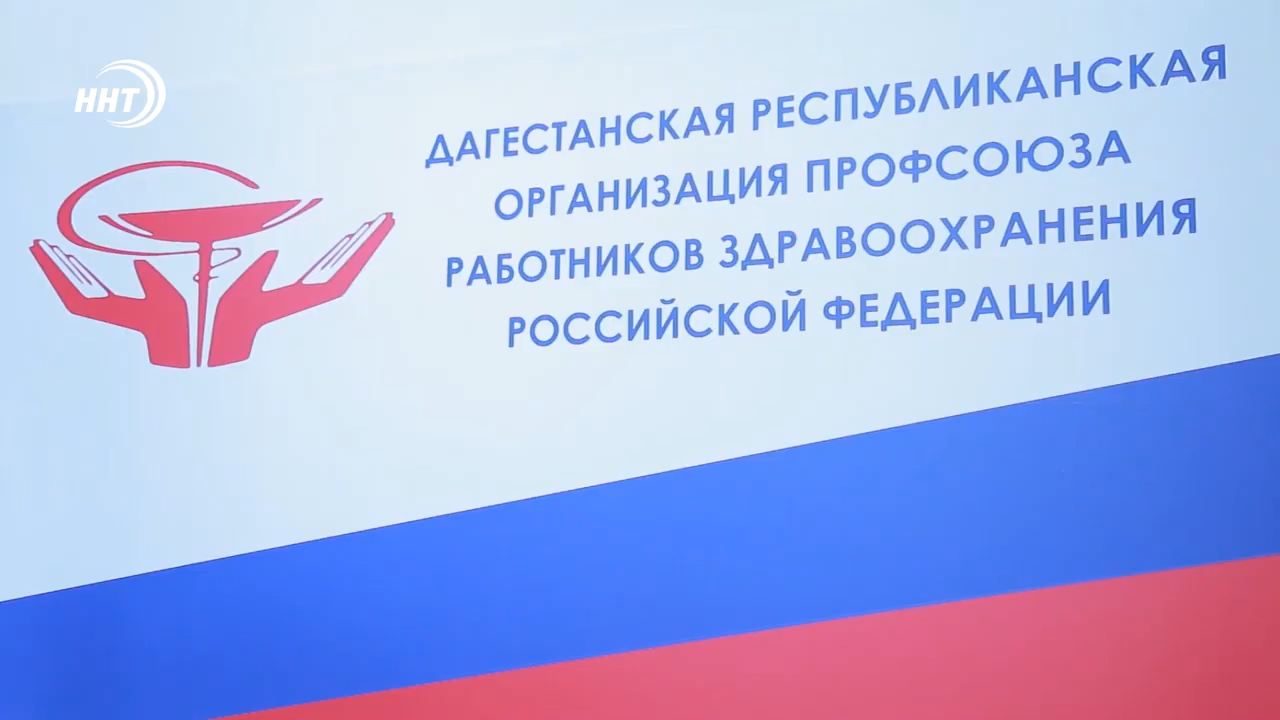 ННТ
ДАГЕСТАНСКАЯ РЕСПУБЛИКАНСКАЯ
ОРГАНИЗАЦИЯ ПРОФСОЮЗА
РАБОТНИКОВ ЗДРАВООХРАНЕНИЯ
РОССИЙСКОЙ ФЕДЕРАЦИИ